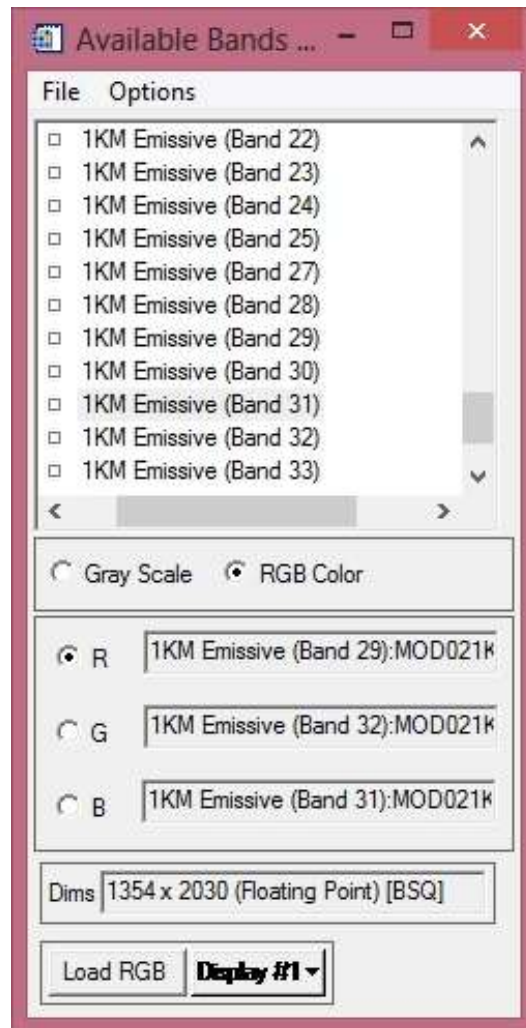 Available Bands ...
File Options
1KM Emissive (Band 22)
1KM Emissive (Band 23)
1KM Emissive (Band 24)
1KM Emissive (Band 25)
1KM Emissive (Band 27)
1KM Emissive (Band 28)
1KM Emissive (Band 29)
1KM Emissive (Band 30)
1KM Emissive (Band 31)
1KM Emissive (Band 32)
1KM Emissive (Band 33)
Gray Scale RGB Color
R 1KM Emissive (Band 29):MOD021K
G 1KM Emissive (Band 32):MOD021K
B 1KM Emissive (Band 31):MOD021K
Dims 1354 x 2030 (Floating Point) [BSQ]
Load RGB Display #1